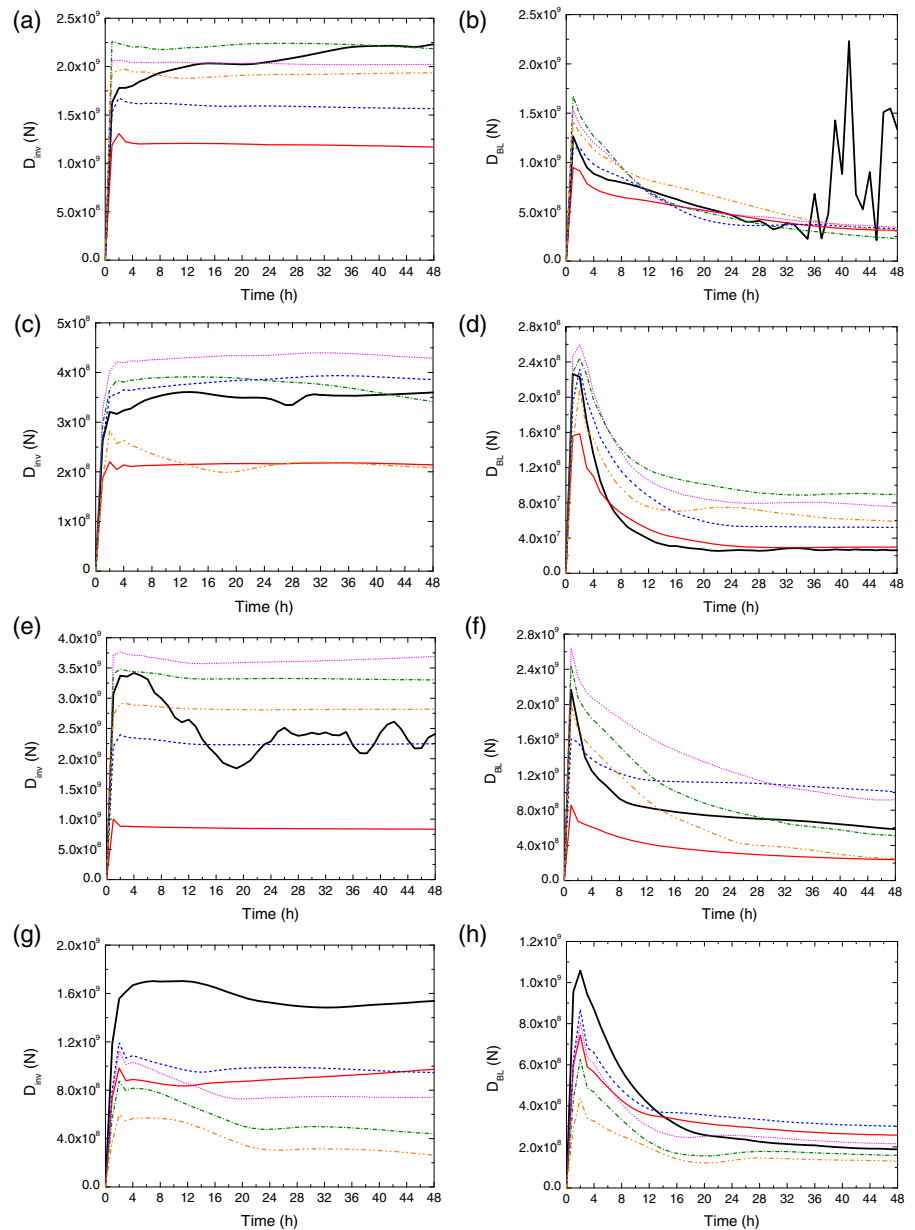 (a)
2.5x10⁹
2.0x10⁹
1.5x10⁹
1.0x10⁹
5.0x10⁸
0.0
D_inv (N)
0 4 8 12 16 20 24 28 32 36 40 44 48
Time (h)
(b)
2.5x10⁹
2.0x10⁹
1.5x10⁹
1.0x10⁹
5.0x10⁸
0.0
D_BL (N)
0 4 8 12 16 20 24 28 32 36 40 44 48
Time (h)
(c)
5x10⁸
4x10⁸
3x10⁸
2x10⁸
1x10⁸
0
D_inv (N)
0 4 8 12 16 20 24 28 32 36 40 44 48
Time (h)
(d)
2.8x10⁸
2.4x10⁸
2.0x10⁸
1.6x10⁸
1.2x10⁸
8.0x10⁷
4.0x10⁷
0.0
D_BL (N)
0 4 8 12 16 20 24 28 32 36 40 44 48
Time (h)
(e)
4.0x10⁹
3.5x10⁹
3.0x10⁹
2.5x10⁹
2.0x10⁹
1.5x10⁹
1.0x10⁹
5.0x10⁸
0.0
D_inv (N)
0 4 8 12 16 20 24 28 32 36 40 44 48
Time (h)
(f)
2.8x10⁹
2.4x10⁹
2.0x10⁹
1.6x10⁹
1.2x10⁹
8.0x10⁸
4.0x10⁸
0.0
D_BL (N)
0 4 8 12 16 20 24 28 32 36 40 44 48
Time (h)
(g)
2.0x10⁹
1.6x10⁹
1.2x10⁹
8.0x10⁸
4.0x10⁸
0.0
D_inv (N)
0 4 8 12 16 20 24 28 32 36 40 44 48
Time (h)
(h)
1.2x10⁹
1.0x10⁹
8.0x10⁸
6.0x10⁸
4.0x10⁸
2.0x10⁸
0.0
D_BL (N)
0 4 8 12 16 20 24 28 32 36 40 44 48
Time (h)